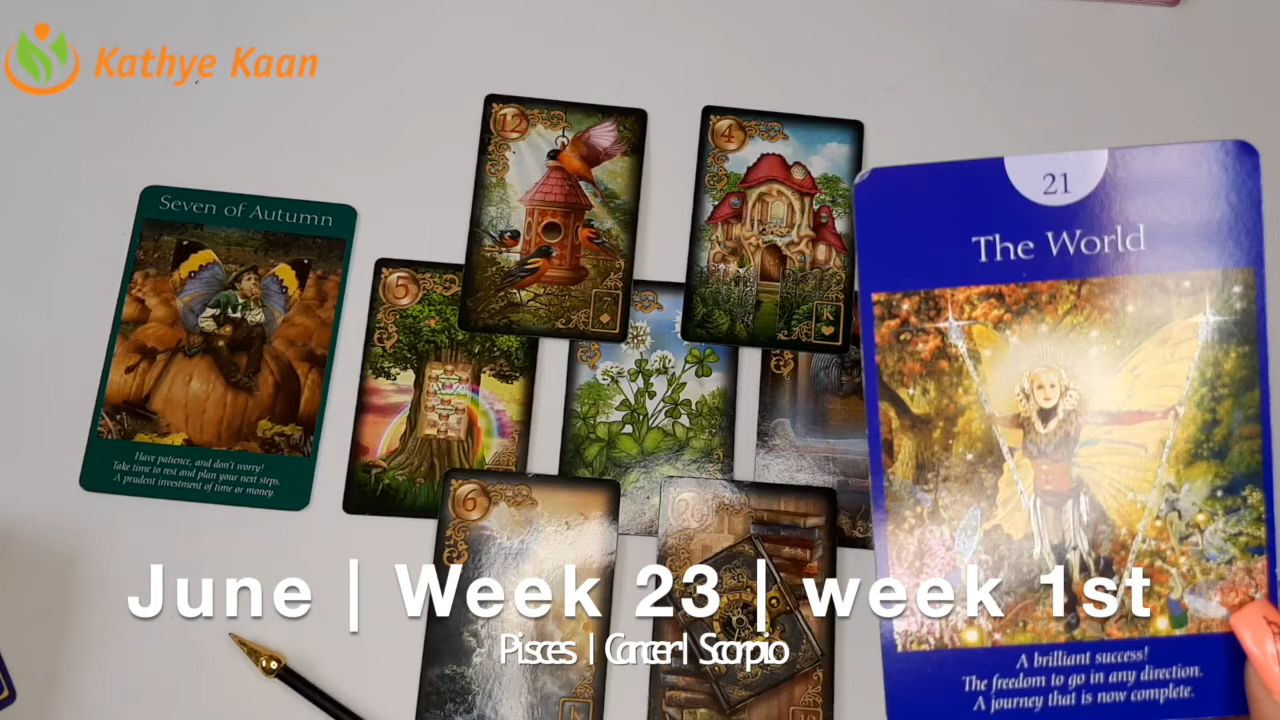 Kathye Kaan
12
4
21
The World
Seven of Autumn
5
7
K
Have patience, and don't worry!
Take time to rest and plan your next steps.
A prudent investment of time or money.
6
June | Week 23 | week 1st
Pisces | Cancer | Scorpio
K
A brilliant success!
The freedom to go in any direction.
A journey that is now complete.